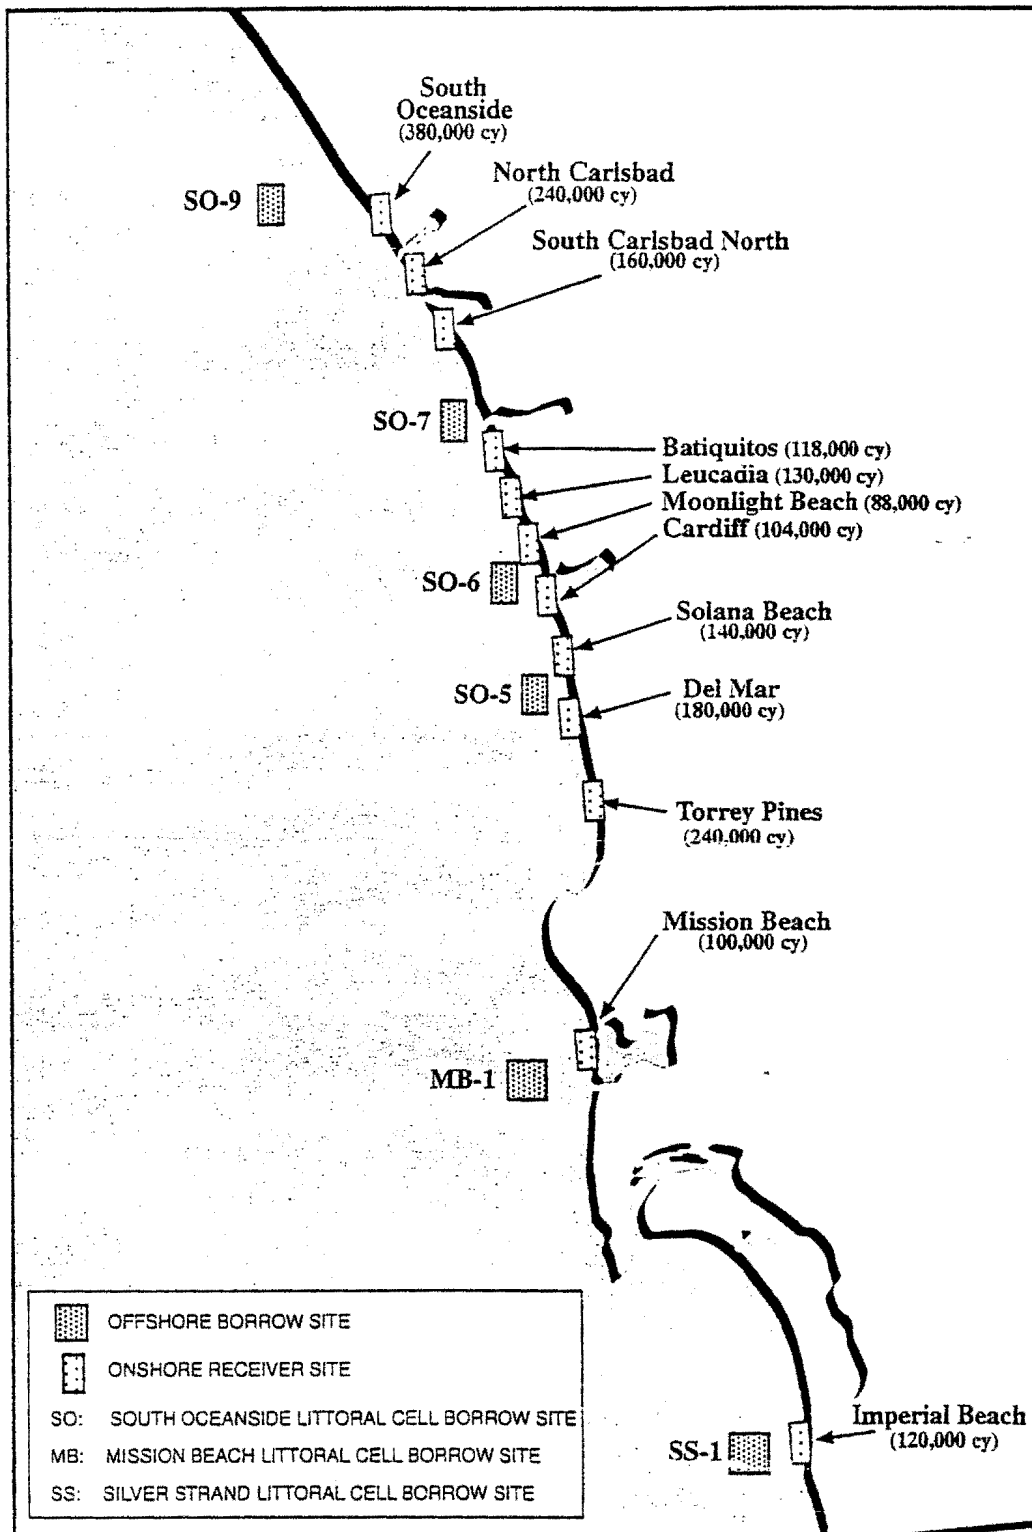 South
Oceanside
(380,000 cy)
North Carlsbad
(240,000 cy)
SO-9
South Carlsbad North
(160,000 cy)
SO-7
Batiquitos (118,000 cy)
Leucadia (130,000 cy)
Moonlight Beach (88,000 cy)
Cardiff (104,000 cy)
SO-6
Solana Beach
(140,000 cy)
SO-5
Del Mar
(180,000 cy)
Torrey Pines
(240,000 cy)
Mission Beach
(100,000 cy)
MB-1
OFFSHORE BORROW SITE
ONSHORE RECEIVER SITE
SO: SOUTH OCEANSIDE LITTORAL CELL BORROW SITE
MB: MISSION BEACH LITTORAL CELL BORROW SITE
SS: SILVER STRAND LITTORAL CELL BORROW SITE
Imperial Beach
(120,000 cy)
SS-1